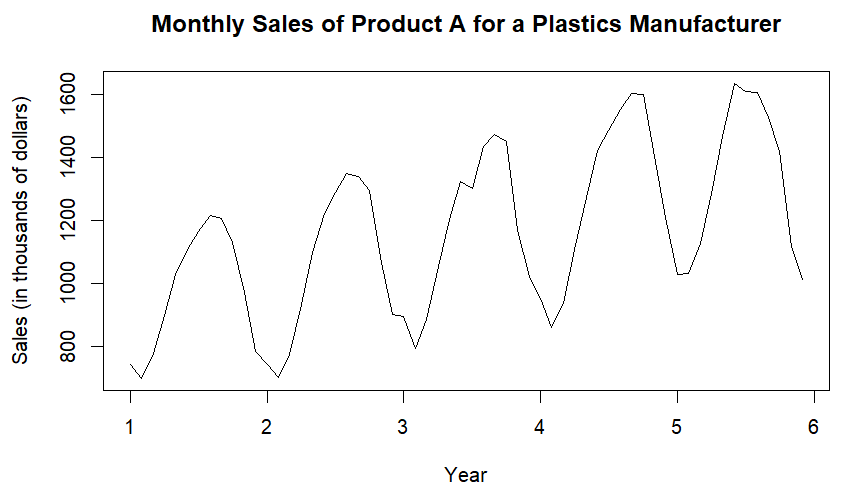 Monthly Sales of Product A for a Plastics Manufacturer
Sales (in thousands of dollars)
1600
1400
1200
1000
800
1 2 3 4 5 6
Year